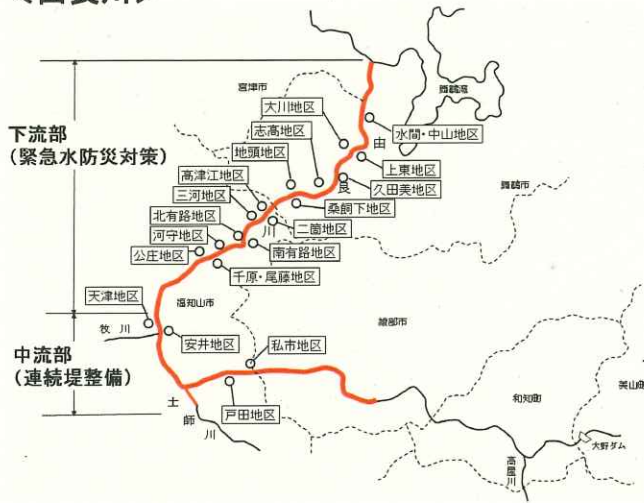 宮津市
舞鶴湾
大川地区
水間・中山地区
由
志高地区
下流部
（緊急水防災対策）
地頭地区
上東地区
良
久田美地区
高津江地区
舞鶴市
三河地区
桑飼下地区
北有路地区
川
二箇地区
河守地区
南有路地区
公庄地区
千原・尾藤地区
天津地区
福知山市
綾部市
牧川
安井地区
私市地区
中流部
（連続堤整備）
戸田地区
土師川
和知町
美山町
大野ダム
高屋川